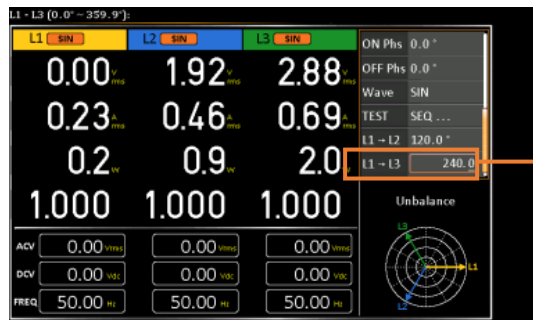 L1 - L3 (0.0° ~ 359.9°):
L1 SIN L2 SIN L3 SIN
0.00 Vrms 1.92 Vrms 2.88 Vrms
0.23 Arms 0.46 Arms 0.69 Arms
0.2 W 0.9 W 2.0 W
1.000 1.000 1.000
ACV 0.00 Vrms 0.00 Vrms 0.00 Vrms
DCV 0.00 Vdc 0.00 Vdc 0.00 Vdc
FREQ 50.00 Hz 50.00 Hz 50.00 Hz
ON Phs 0.0 °
OFF Phs 0.0 °
Wave SIN
TEST SEQ ...
L1 → L2 120.0 °
L1 → L3 240.0
Unbalance
L3
L1
L2